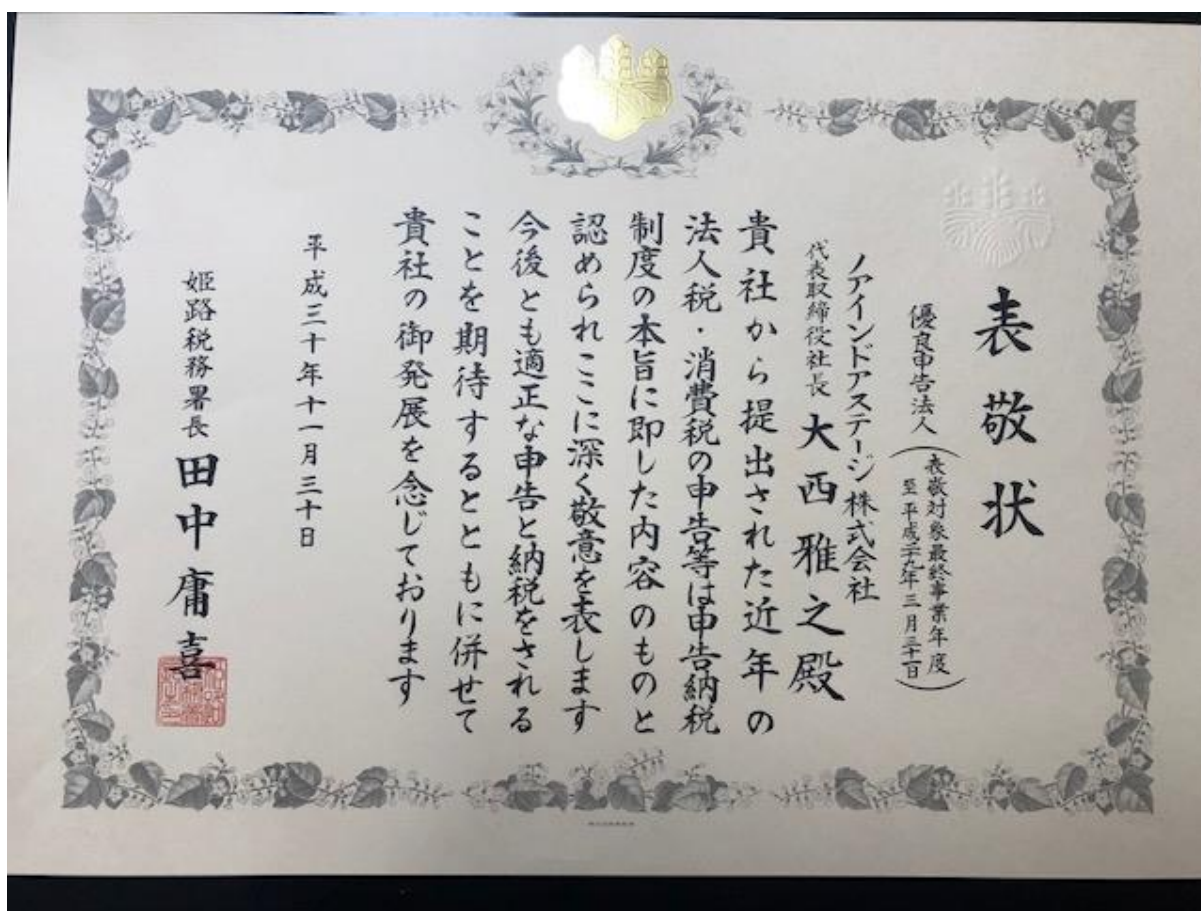 表敬状
優良申告法人
（表敬対象最終事業年度
至平成二十九年三月三十一日）
ノアインドアステージ株式会社
代表取締役社長 大西雅之殿
貴社から提出された近年の
法人税・消費税の申告等は申告納税
制度の本旨に即した内容のものと
認められここに深く敬意を表します
今後とも適正な申告と納税をされる
ことを期待するとともに併せて
貴社の御発展を念じております
平成三十年十一月三十日
姫路税務署長 田中庸喜